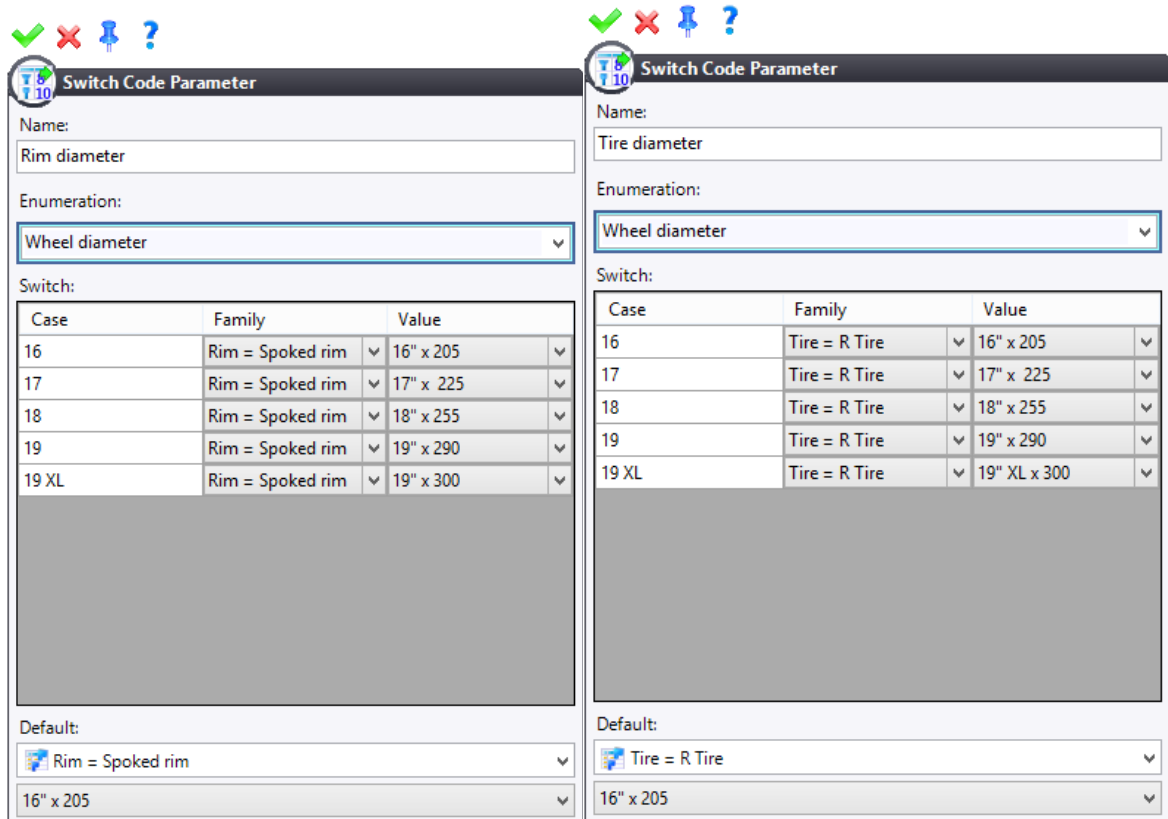 ?
8
10
Switch Code Parameter
Name:
Rim diameter
Enumeration:
Wheel diameter
Switch:
Case Family Value
16 Rim = Spoked rim 16" x 205
17 Rim = Spoked rim 17" x  225
18 Rim = Spoked rim 18" x 255
19 Rim = Spoked rim 19" x 290
19 XL Rim = Spoked rim 19" x 300
Default:
Rim = Spoked rim
16" x 205
?
8
10
Switch Code Parameter
Name:
Tire diameter
Enumeration:
Wheel diameter
Switch:
Case Family Value
16 Tire = R Tire 16" x 205
17 Tire = R Tire 17" x  225
18 Tire = R Tire 18" x 255
19 Tire = R Tire 19" x 290
19 XL Tire = R Tire 19" XL x 300
Default:
Tire = R Tire
16" x 205